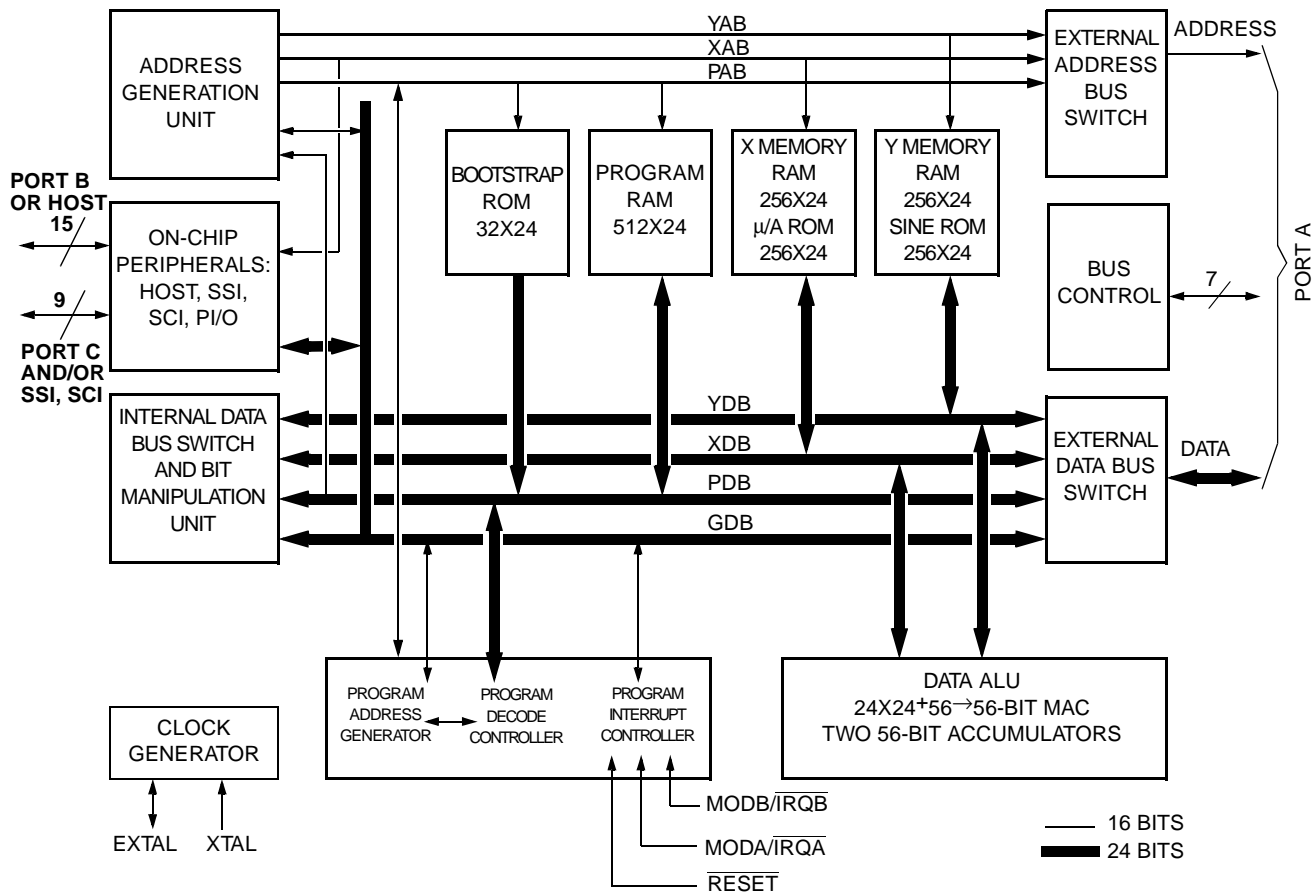 YAB
XAB
PAB
ADDRESS
GENERATION
UNIT
EXTERNAL
ADDRESS
BUS
SWITCH
ADDRESS
BOOTSTRAP
ROM
32X24
PROGRAM
RAM
512X24
X MEMORY
RAM
256X24
μ/A ROM
256X24
Y MEMORY
RAM
256X24
SINE ROM
256X24
PORT B
OR HOST
15
ON-CHIP
PERIPHERALS:
HOST, SSI,
SCI, PI/O
9
PORT C
AND/OR
SSI, SCI
BUS
CONTROL
7
PORT A
INTERNAL DATA
BUS SWITCH
AND BIT
MANIPULATION
UNIT
YDB
XDB
PDB
GDB
EXTERNAL
DATA BUS
SWITCH
DATA
PROGRAM
ADDRESS
GENERATOR
PROGRAM
DECODE
CONTROLLER
PROGRAM
INTERRUPT
CONTROLLER
DATA ALU
24X24+56→56-BIT MAC
TWO 56-BIT ACCUMULATORS
CLOCK
GENERATOR
EXTAL
XTAL
MODB/IRQB
MODA/IRQA
RESET
16 BITS
24 BITS